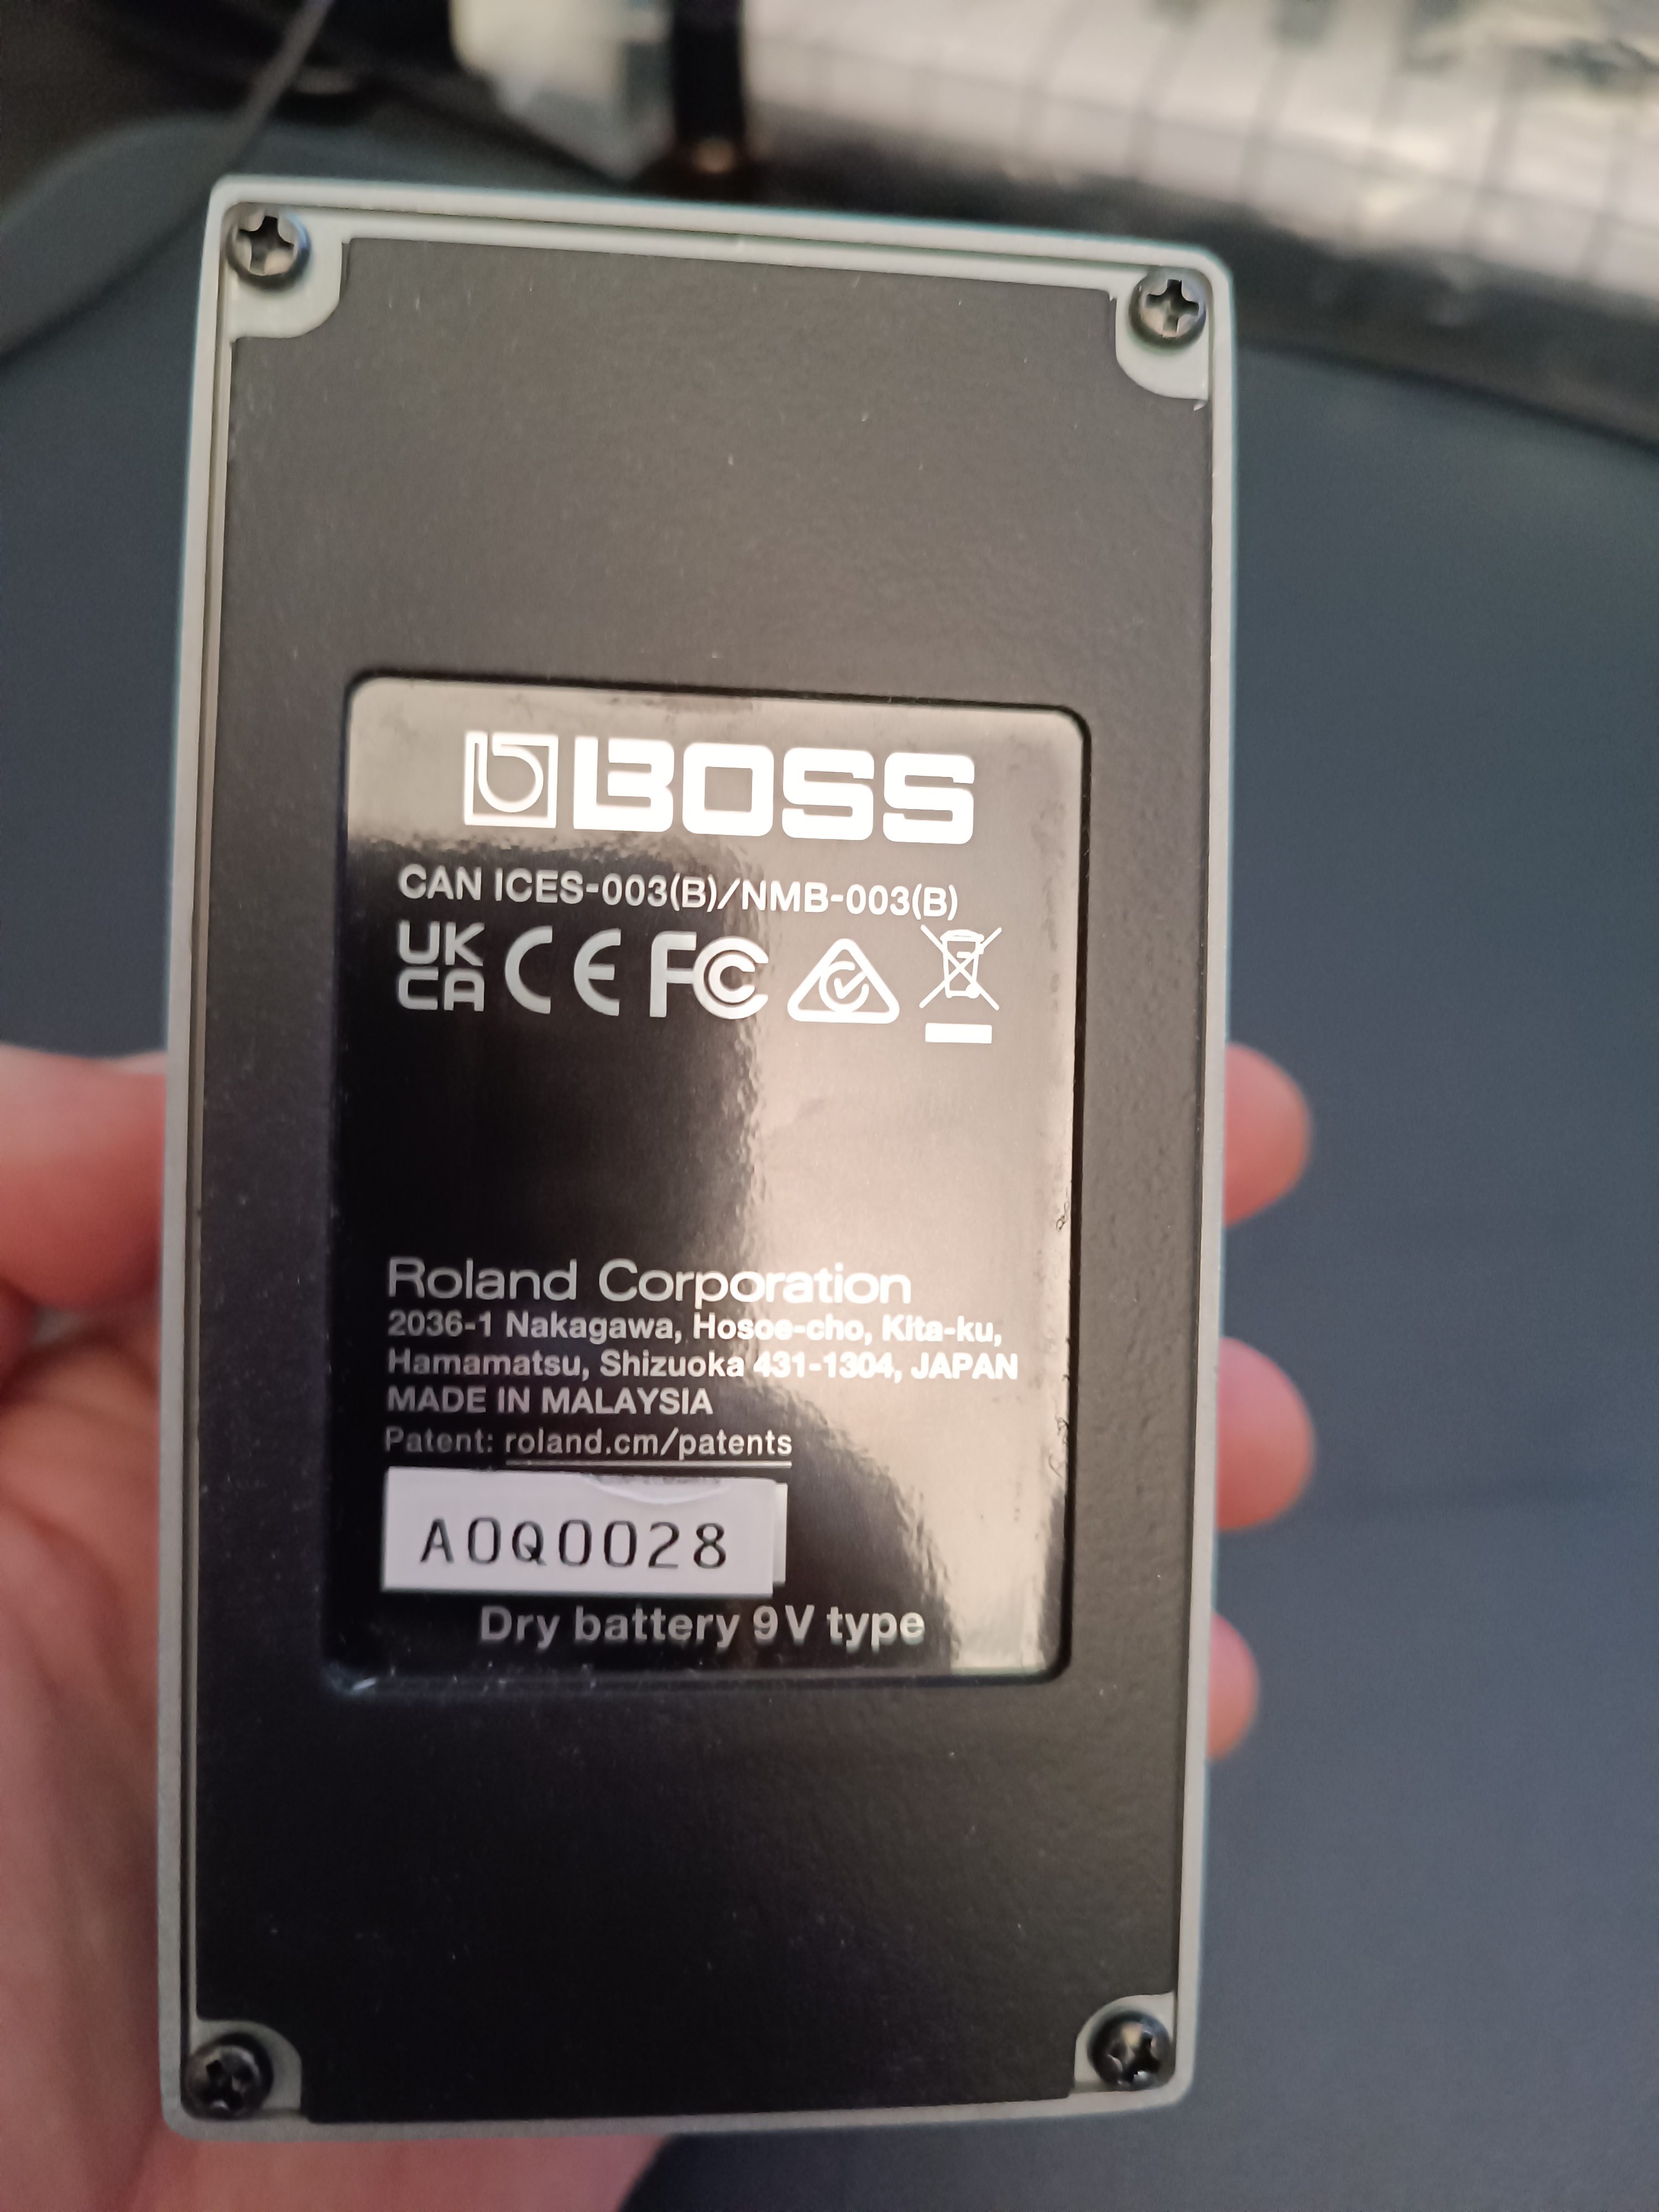 BOSS
CAN ICES-003(B)/NMB-003(B)
UK
CA CE FC
Roland Corporation
2036-1 Nakagawa, Hosoe-cho, Kita-ku,
Hamamatsu, Shizuoka 431-1304, JAPAN
MADE IN MALAYSIA
Patent: roland.cm/patents
A0Q0028
Dry battery 9V type